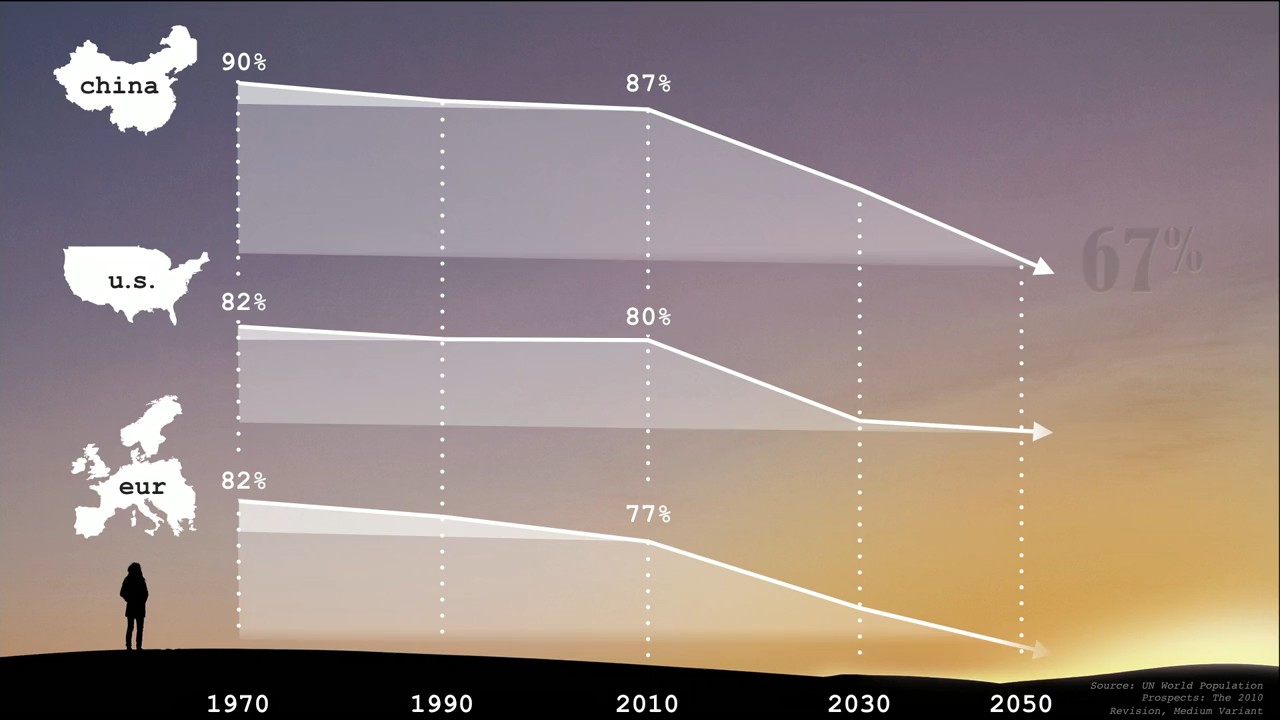 china
90%
87%
67%
u.s.
82%
80%
eur
82%
77%
1970 1990 2010 2030 2050
Source: UN World Population
Prospects: The 2010
Revision, Medium Variant